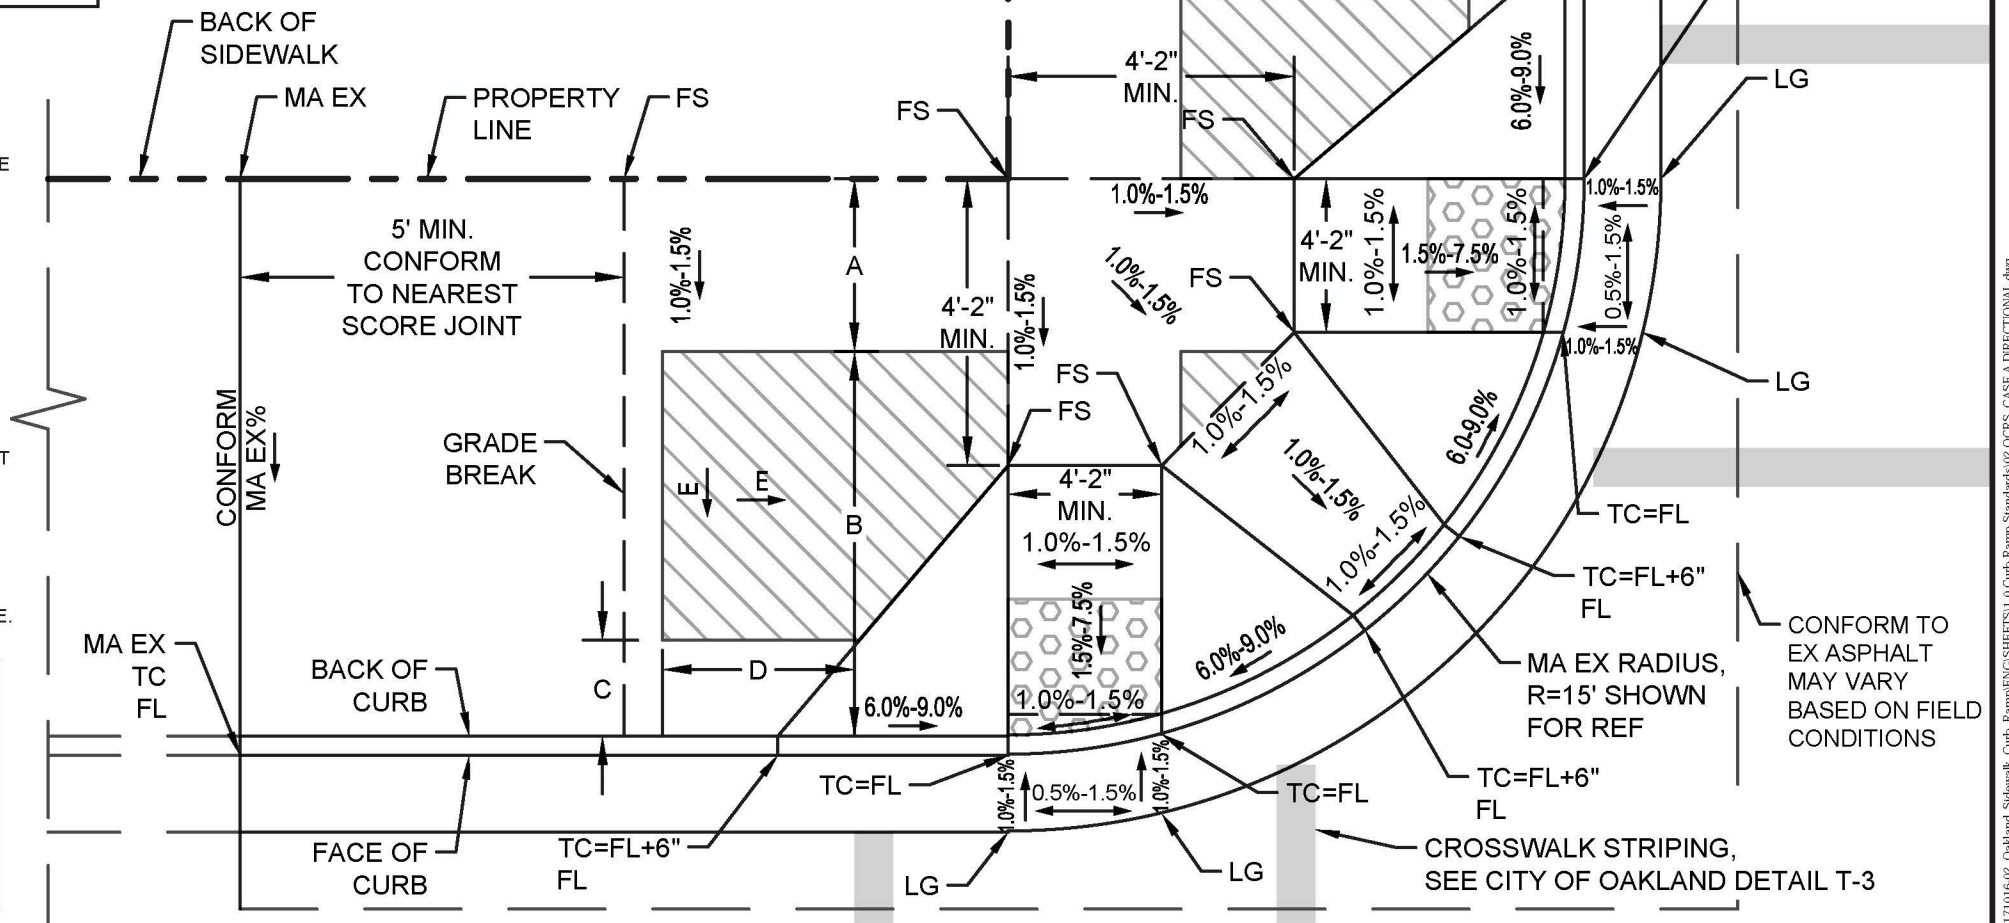 BACK OF
SIDEWALK
MA EX
PROPERTY
LINE
FS
FS
4'-2"
MIN.
FS
6.0%-9.0%
LG
LG
E
1.0%-1.5%
1.0%-1.5%
5' MIN.
CONFORM
TO NEAREST
SCORE JOINT
1.0%-1.5%
A
4'-2"
MIN.
1.0%-1.5%
1.0%-1.5%
FS
4'-2"
MIN.
1.0%-1.5%
1.5%-7.5%
1.0%-1.5%
0.5%-1.5%
1.0%-1.5%
LG
FS
FS
1.0%-1.5%
CONFORM
MA EX%
GRADE
BREAK
T
E
E
B
4'-2"
MIN.
1.0%-1.5%
1.0%-1.5%
6.0-9.0%
1.0%-1.5%
TC=FL
TC=FL+6"
FL
1.5%-7.5%
1.0%-1.5%
6.0%-9.0%
E.
MA EX
TC
FL
BACK OF
CURB
C
D
6.0%-9.0%
MA EX RADIUS,
R=15' SHOWN
FOR REF
CONFORM TO
EX ASPHALT
MAY VARY
BASED ON FIELD
CONDITIONS
TC=FL
1.0%-1.5%
0.5%-1.5%
1.0%-1.5%
TC=FL
TC=FL+6"
FL
FACE OF
CURB
TC=FL+6"
FL
LG
LG
CROSSWALK STRIPING,
SEE CITY OF OAKLAND DETAIL T-3